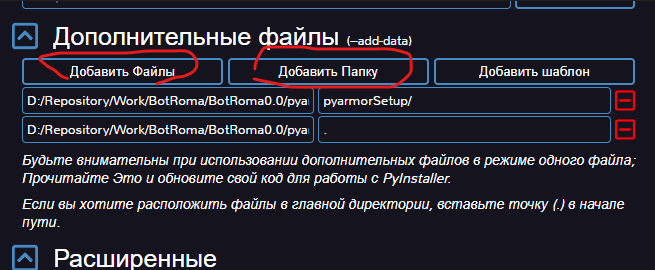 Дополнительные файлы (--add-data)
Добавить Файлы Добавить Папку Добавить шаблон
D:/Repository/Work/BotRoma/BotRoma0.0/pyar pyarmorSetup/
D:/Repository/Work/BotRoma/BotRoma0.0/pyar .
Будьте внимательны при использовании дополнительных файлов в режиме одного файла;
Прочитайте Это и обновите свой код для работы с PyInstaller.
Если вы хотите расположить файлы в главной директории, вставьте точку (.) в начале
пути.
Расширенные